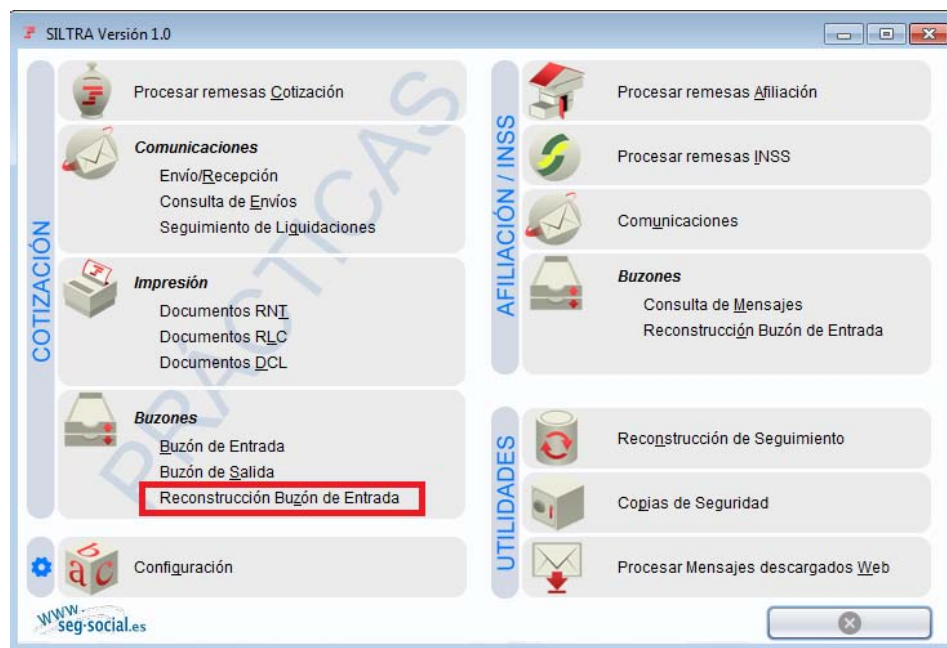 SILTRA Versión 1.0
COTIZACIÓN
Procesar remesas Cotización
Comunicaciones
Envío/Recepción
Consulta de Envíos
Seguimiento de Liquidaciones
Impresión
Documentos RNT
Documentos RLC
Documentos DCL
Buzones
Buzón de Entrada
Buzón de Salida
Reconstrucción Buzón de Entrada
PRÁCTICAS
abc
Configuración
www.
seg-social.es
AFILIACIÓN / INSS
Procesar remesas Afiliación
Procesar remesas INSS
Comunicaciones
Buzones
Consulta de Mensajes
Reconstrucción Buzón de Entrada
UTILIDADES
Reconstrucción de Seguimiento
Copias de Seguridad
Procesar Mensajes descargados Web